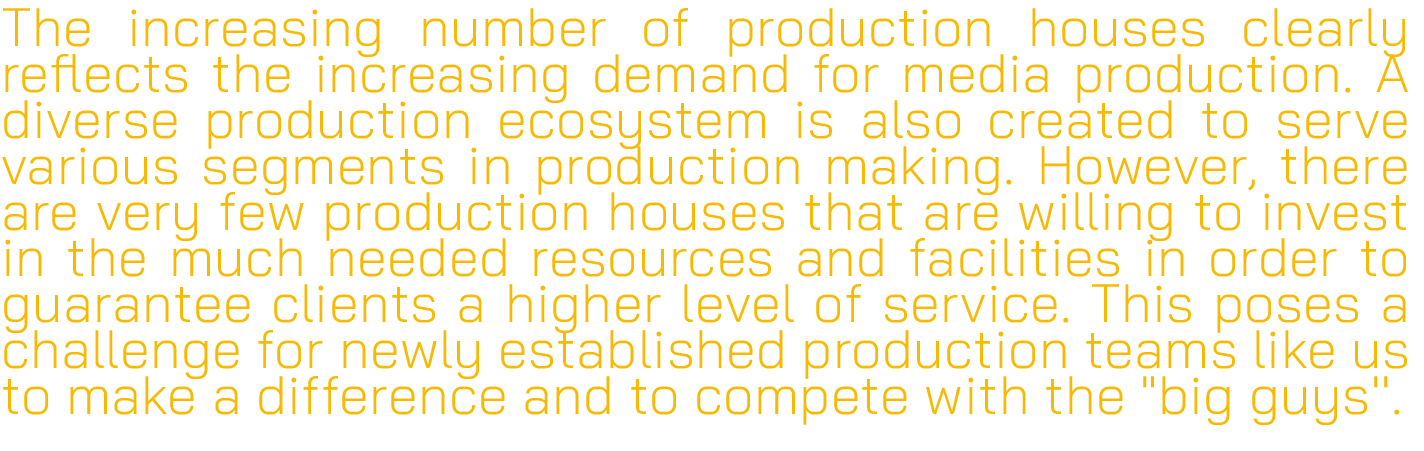 The increasing number of production houses clearly
reflects the increasing demand for media production. A
diverse production ecosystem is also created to serve
various segments in production making. However, there
are very few production houses that are willing to invest
in the much needed resources and facilities in order to
guarantee clients a higher level of service. This poses a
challenge for newly established production teams like us
to make a difference and to compete with the "big guys".